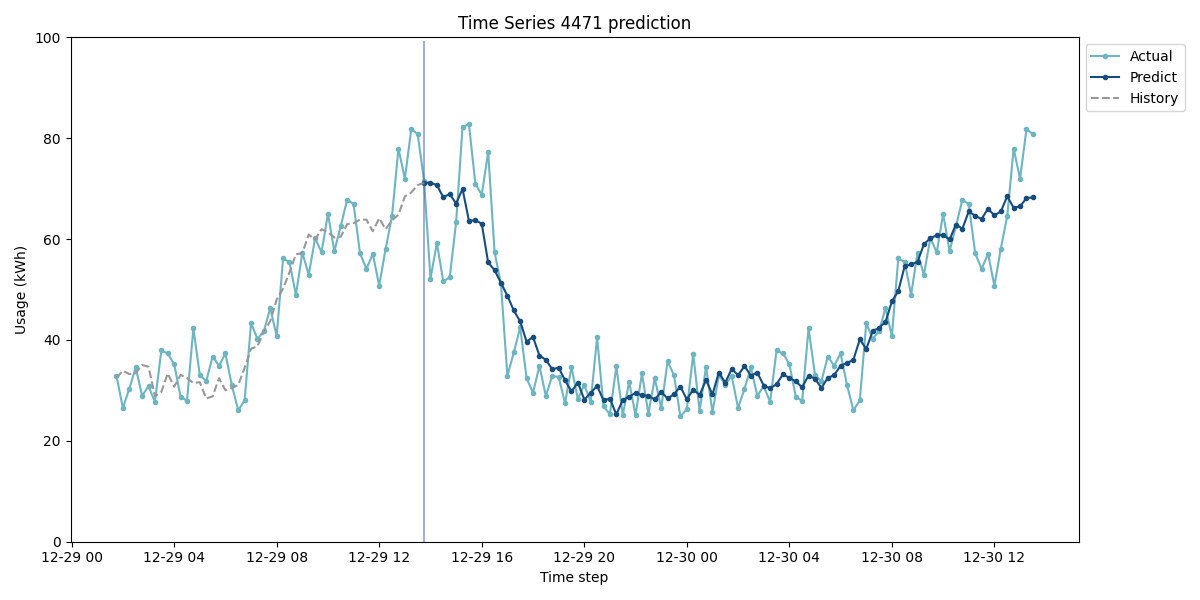 Time Series 4471 prediction
100
80
60
40
20
0
Usage (kWh)
12-29 00
12-29 04
12-29 08
12-29 12
12-29 16
12-29 20
12-30 00
12-30 04
12-30 08
12-30 12
Time step
Actual
Predict
History